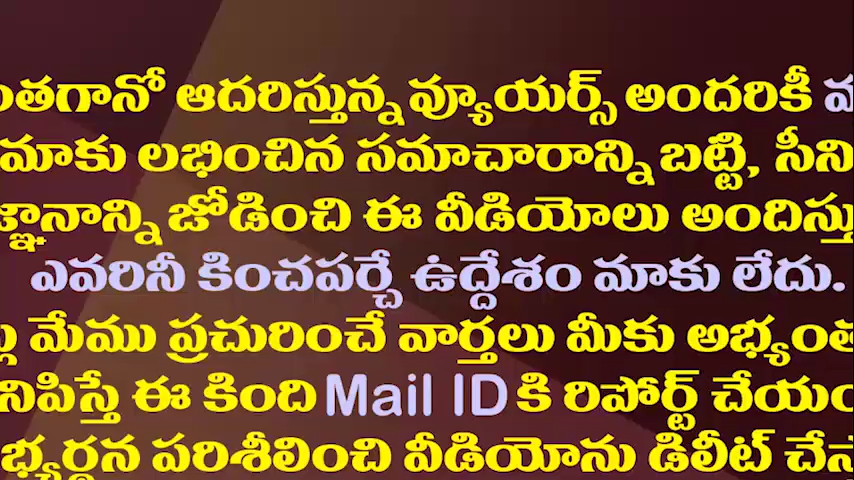 ంతగానో ఆదరిస్తున్న వ్యూయర్స్ అందరికీ
మాకు లభించిన సమాచారాన్ని బట్టి, సీని
జ్ఞానాన్ని జోడించి ఈ వీడియోలు అందిస్తు
ఎవరినీ కించపర్చే ఉద్దేశం మాకు లేదు.
మేము ప్రచురించే వార్తలు మీకు అభ్యంత
నిపిస్తే ఈ కింది Mail ID కి రిపోర్ట్ చేయం
భ్యర్థన పరిశీలించి వీడియోను డిలీట్ చేస